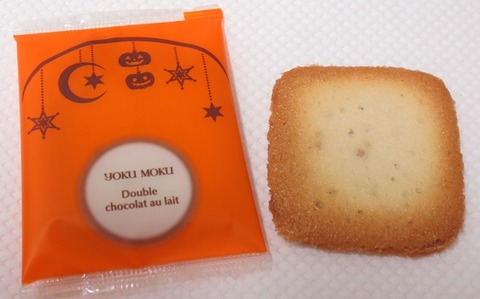 YOKU MOKU
Double
chocolat au lait